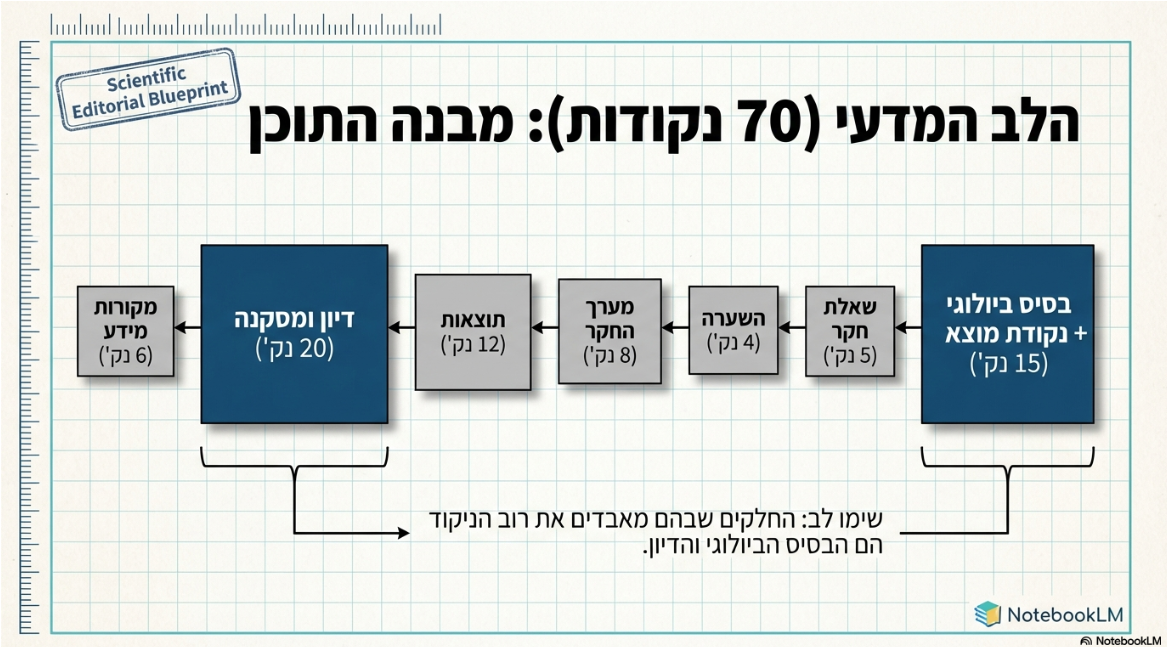 Scientific
Editorial Blueprint
הלב המדעי (70 נקודות): מבנה התוכן
בסיס ביולוגי
+ נקודת מוצא
(15 נק')
שאלת
חקר
(5 נק')
השערה
(4 נק')
מערך
החקר
(8 נק')
תוצאות
(12 נק')
דיון ומסקנה
(20 נק')
מקורות
מידע
(6 נק')
שימו לב: החלקים שבהם מאבדים את רוב הניקוד
הם הבסיס הביולוגי והדיון.
NotebookLM
NotebookLM